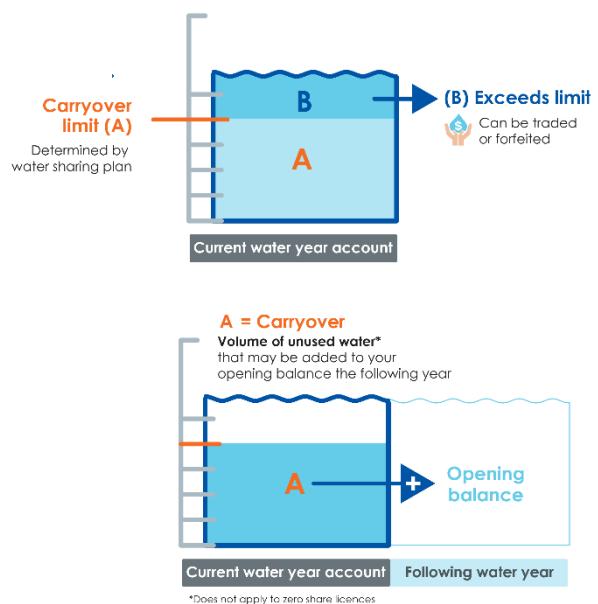 Carryover
limit (A)
Determined by
water sharing plan
B
A
(B) Exceeds limit
$
Can be traded
or forfeited
Current water year account
A = Carryover
Volume of unused water*
that may be added to your
opening balance the following year
A
+
Opening
balance
Current water year account
Following water year
*Does not apply to zero share licences